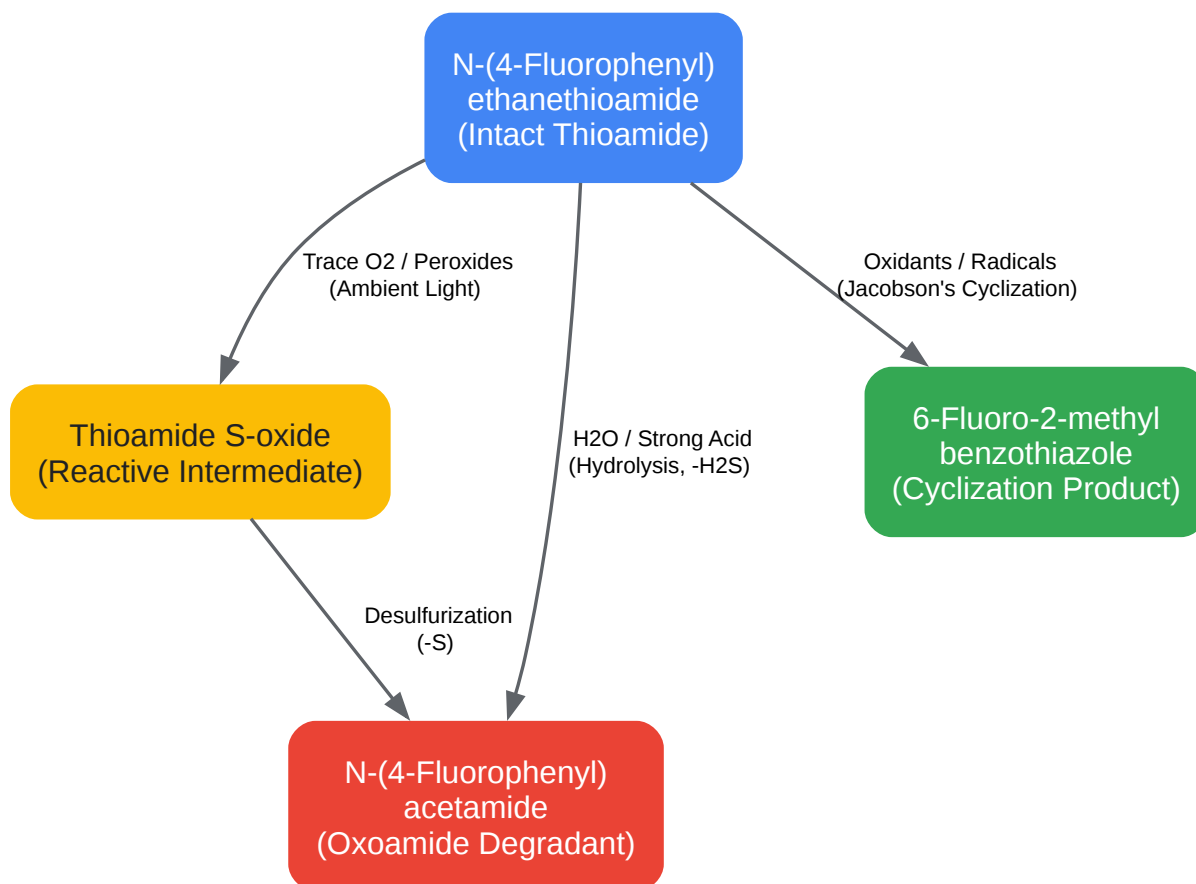 N-(4-Fluorophenyl)
ethanethioamide
(Intact Thioamide)
Trace O2 / Peroxides
(Ambient Light)
Oxidants / Radicals
(Jacobson's Cyclization)
Thioamide S-oxide
(Reactive Intermediate)
H2O / Strong Acid
(Hydrolysis, -H2S)
6-Fluoro-2-methyl
benzothiazole
(Cyclization Product)
Desulfurization
(-S)
N-(4-Fluorophenyl)
acetamide
(Oxoamide Degradant)